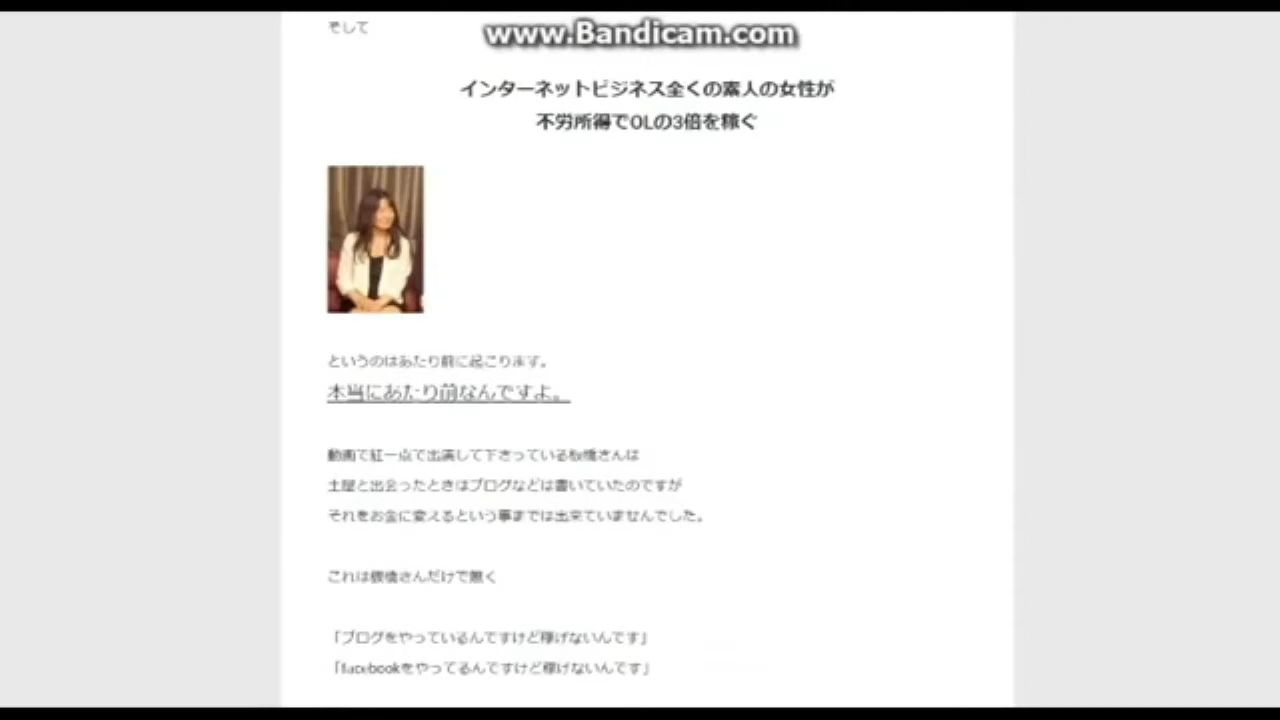 そして
www.Bandicam.com
インターネットビジネス全くの素人の女性が
不労所得でOLの3倍を稼ぐ
というのはあたり前に起こります。
本当にあたり前なんですよ。
動画で紅一点で出演して下さっている板橋さんは
土屋と出会ったときはブログなどは書いていたのですが
それをお金に変えるという事までは出来ていませんでした。
これは板橋さんだけで無く
「ブログをやっているんですけど稼げないんです」
「facebookをやってるんですけど稼げないんです」